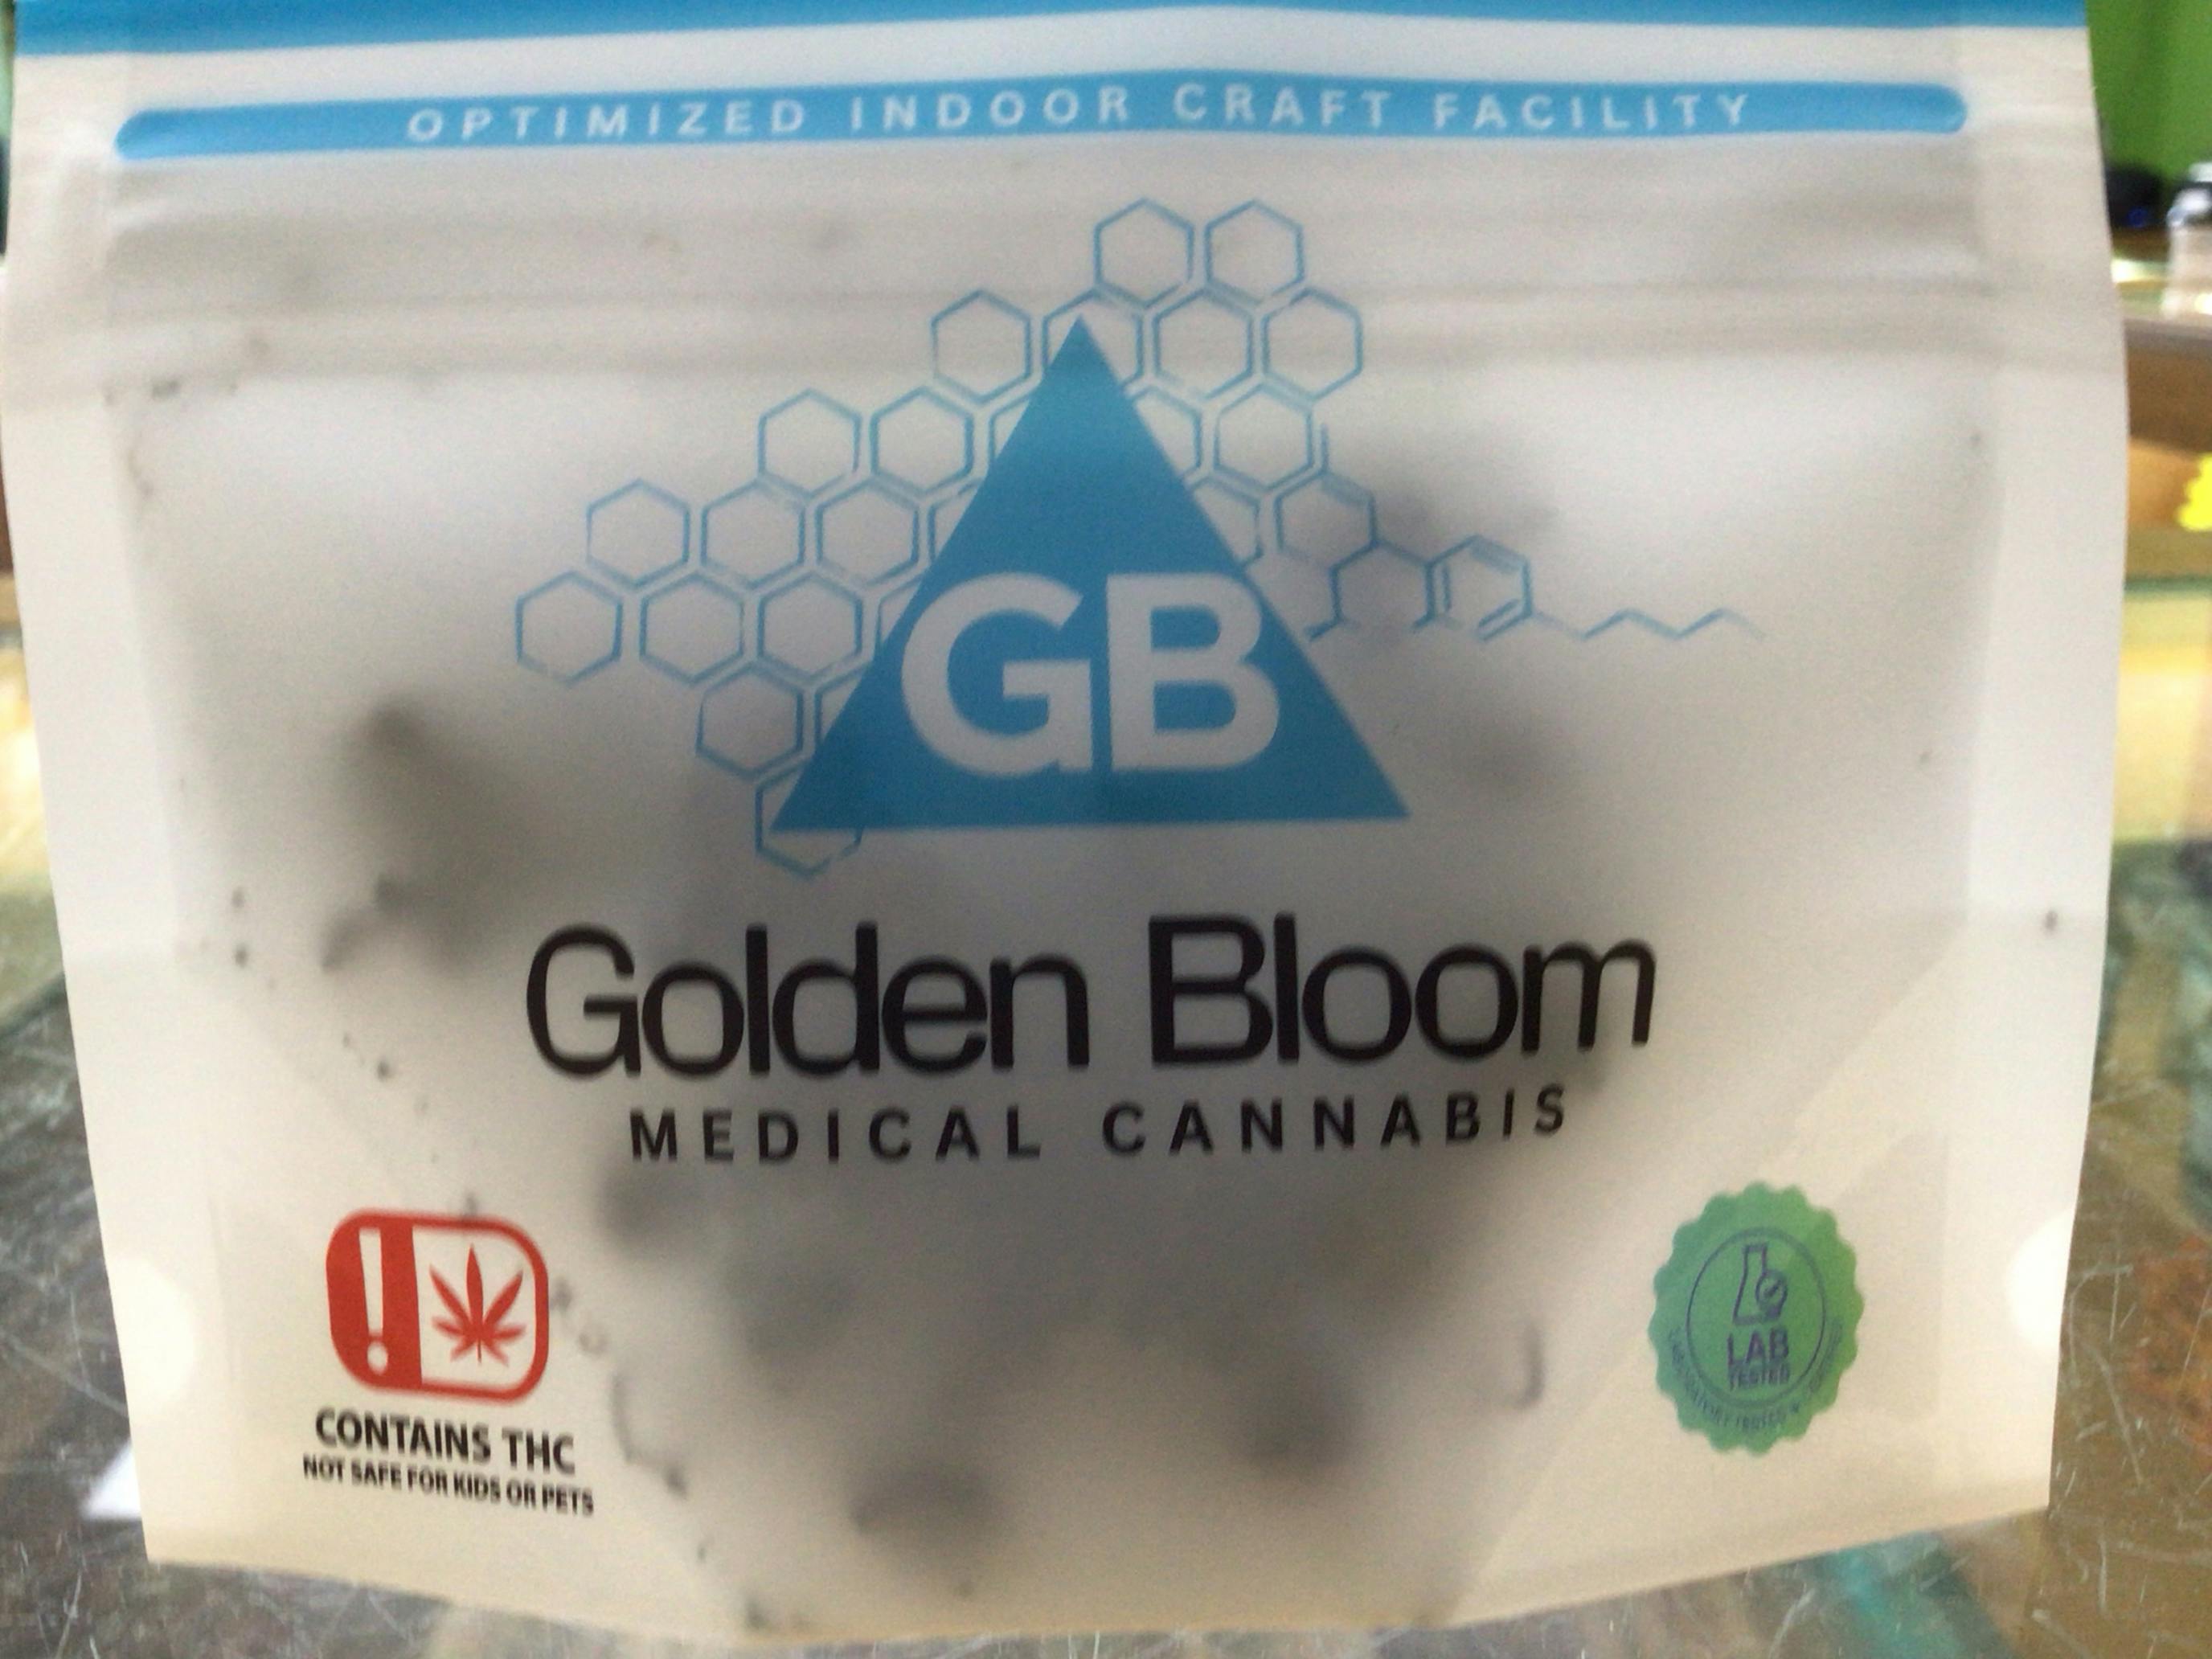 OPTIMIZED INDOOR CRAFT FACILITY
GB
Golden Bloom
MEDICAL CANNABIS
!
CONTAINS THC
NOT SAFE FOR KIDS OR PETS
LAB
TESTED